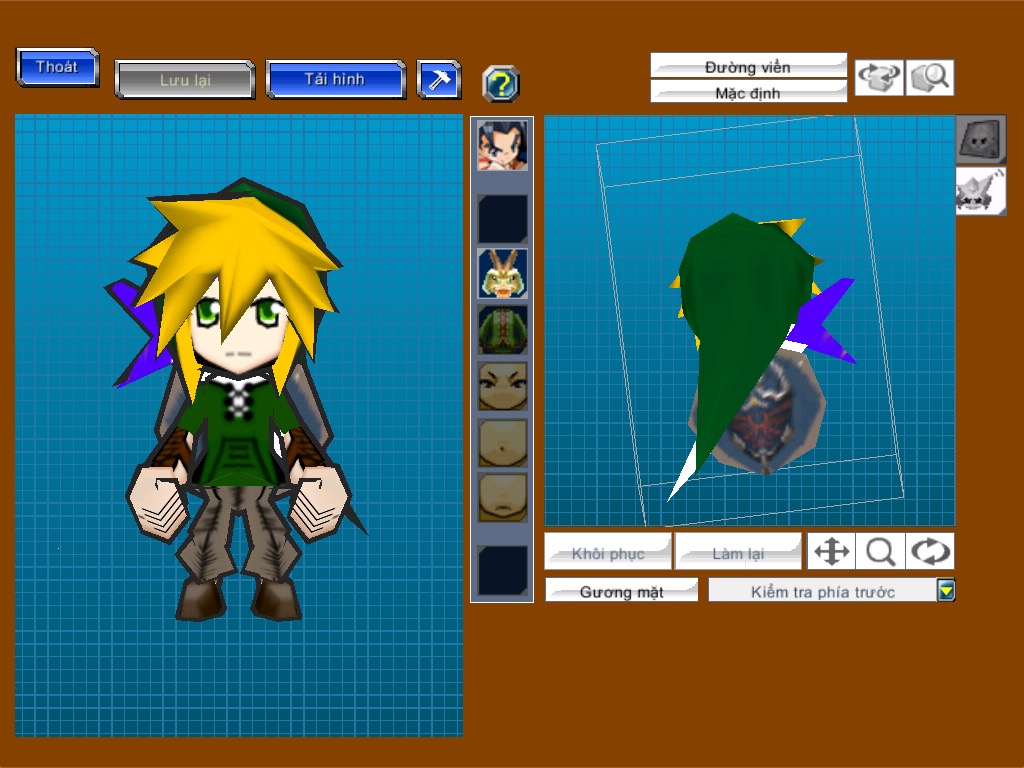 Thoát
Lưu lại
Tải hình
?
Đường viền
Mặc định
Khôi phục
Làm lại
Gương mặt
Kiểm tra phía trước